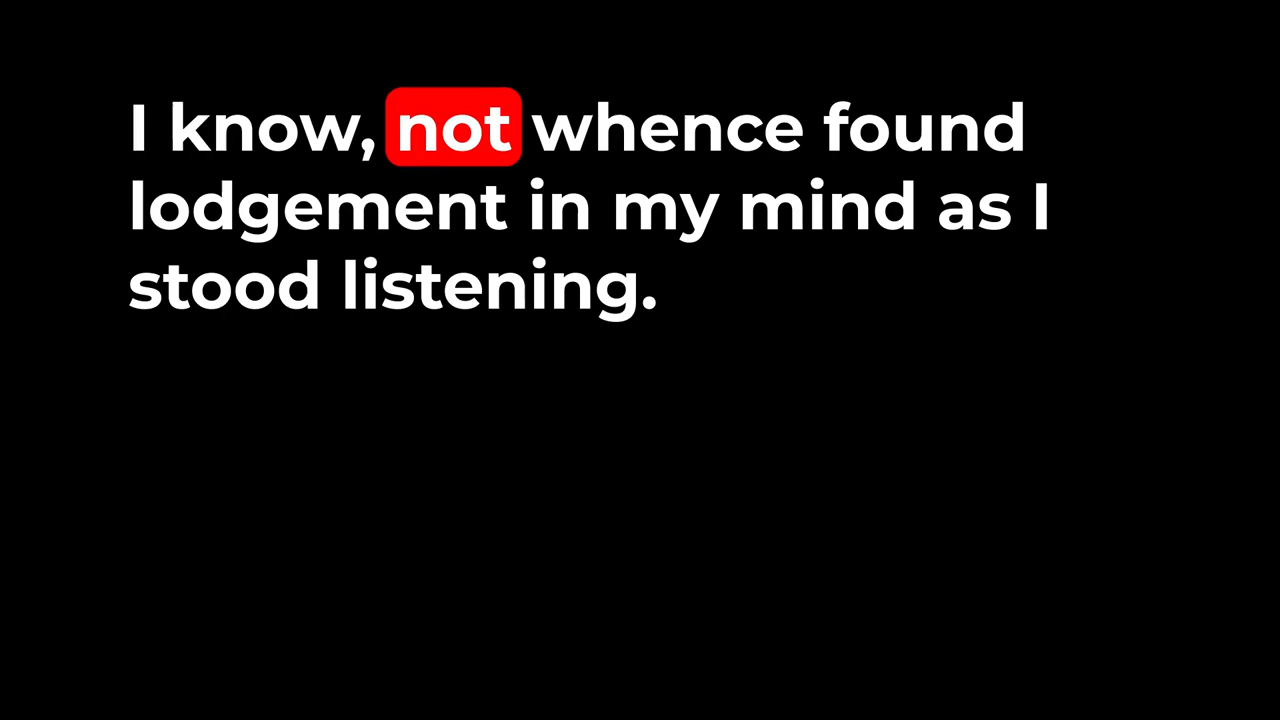 I know, not whence found
lodgement in my mind as I
stood listening.